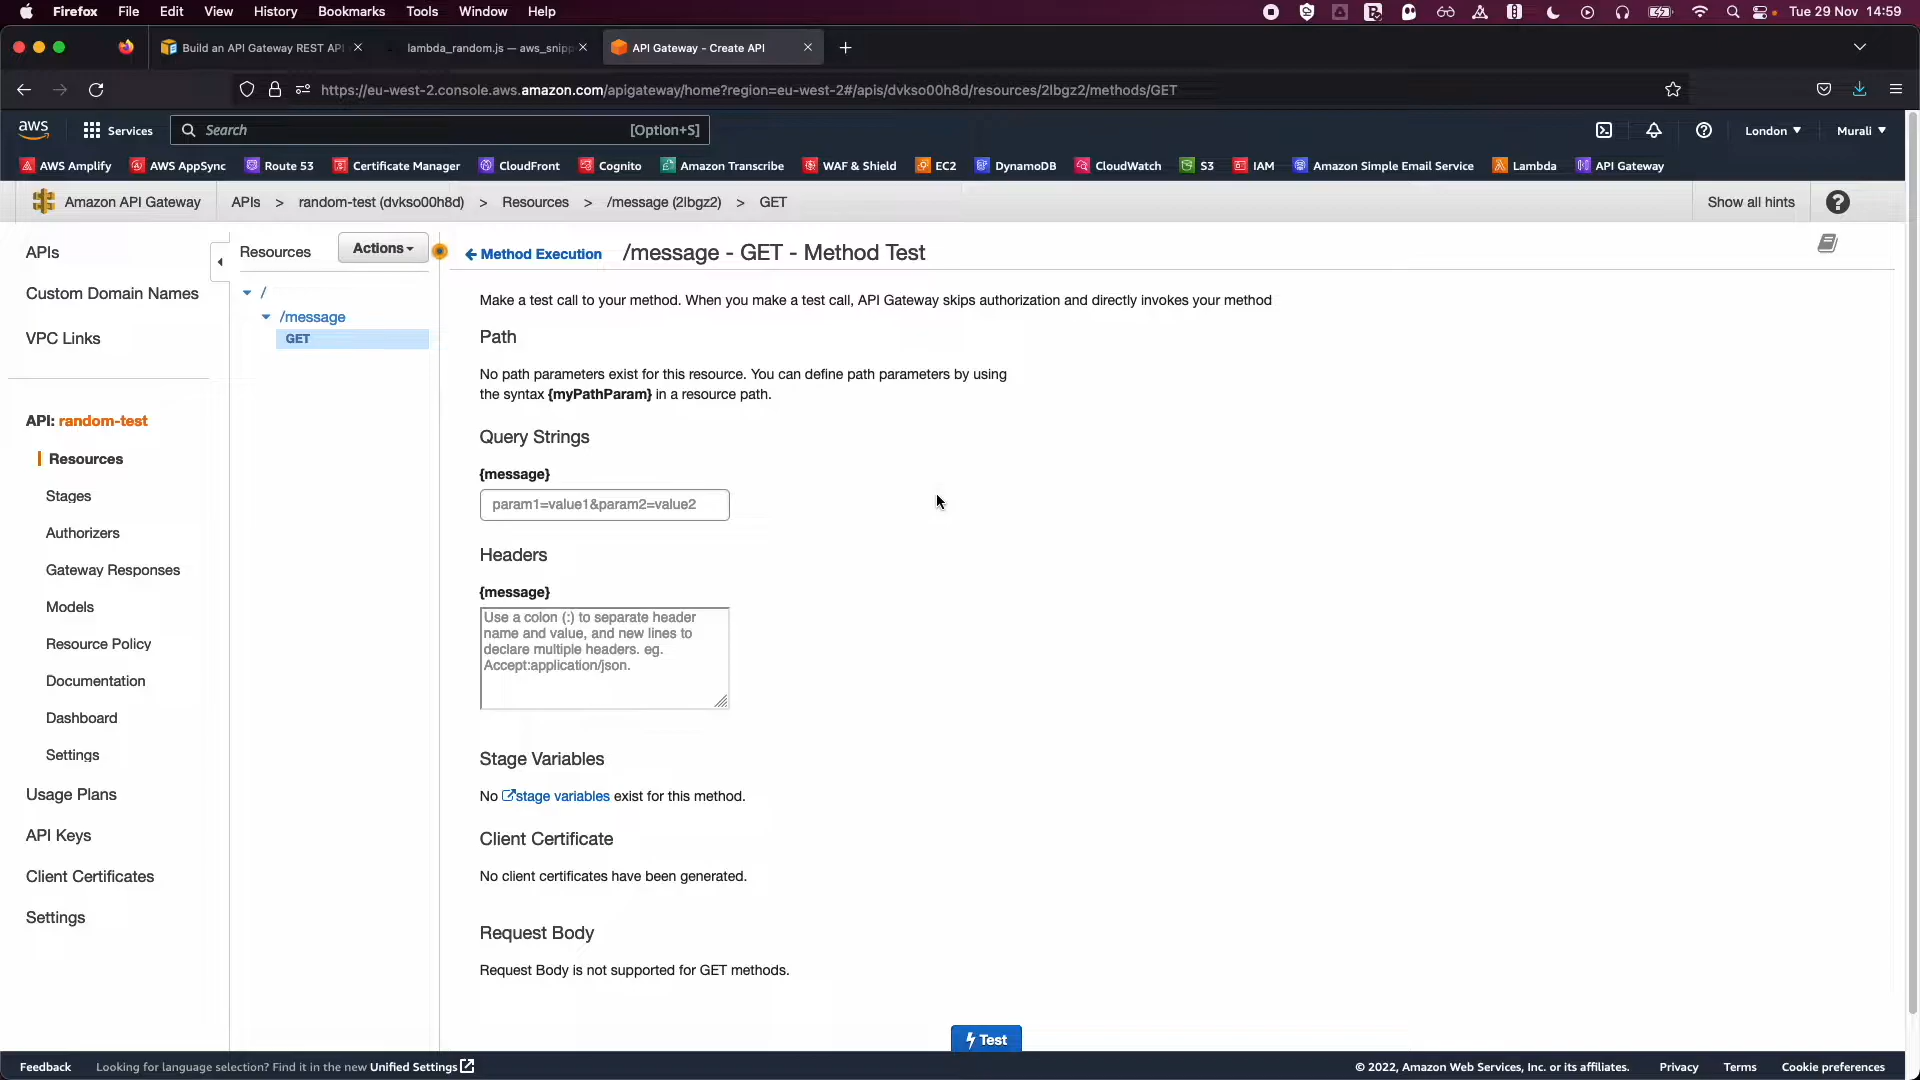 Firefox File Edit View History Bookmarks Tools Window Help Tue 29 Nov 14:59
Build an API Gateway REST API lambda_random.js — aws_snipp API Gateway - Create API
https://eu-west-2.console.aws.amazon.com/apigateway/home?region=eu-west-2#/apis/dvkso00h8d/resources/2lbgz2/methods/GET
aws Services Search [Option+S] London Murali
AWS Amplify AWS AppSync Route 53 Certificate Manager CloudFront Cognito Amazon Transcribe WAF & Shield EC2 DynamoDB CloudWatch S3 IAM Amazon Simple Email Service Lambda API Gateway
Amazon API Gateway APIs > random-test (dvkso00h8d) > Resources > /message (2lbgz2) > GET Show all hints ?
APIs
Custom Domain Names
VPC Links
API: random-test
Resources
Stages
Authorizers
Gateway Responses
Models
Resource Policy
Documentation
Dashboard
Settings
Usage Plans
API Keys
Client Certificates
Settings
Resources Actions
/
/message
GET
Method Execution /message - GET - Method Test
Make a test call to your method. When you make a test call, API Gateway skips authorization and directly invokes your method
Path
No path parameters exist for this resource. You can define path parameters by using
the syntax {myPathParam} in a resource path.
Query Strings
{message}
param1=value1&param2=value2
Headers
{message}
Use a colon (:) to separate header
name and value, and new lines to
declare multiple headers. eg.
Accept:application/json.
Stage Variables
No stage variables exist for this method.
Client Certificate
No client certificates have been generated.
Request Body
Request Body is not supported for GET methods.
Test
Feedback Looking for language selection? Find it in the new Unified Settings © 2022, Amazon Web Services, Inc. or its affiliates. Privacy Terms Cookie preferences